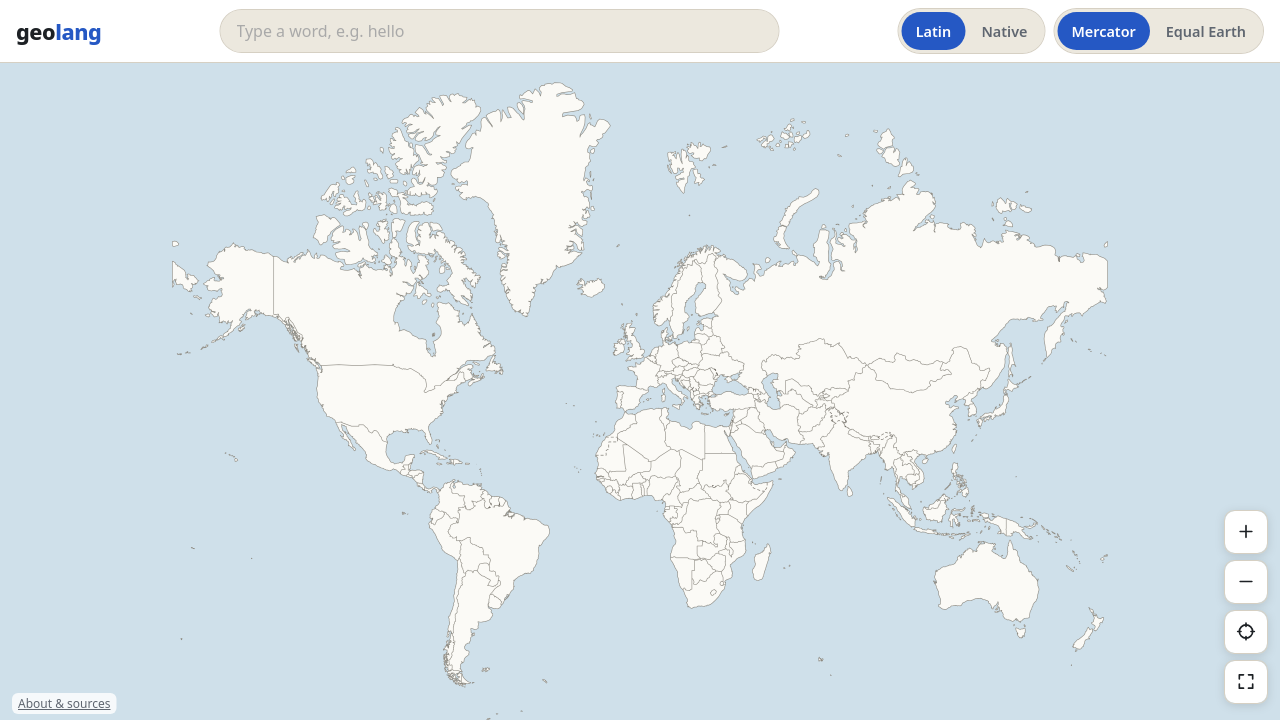 geolang
Type a word, e.g. hello
Latin
Native
Mercator
Equal Earth
About & sources